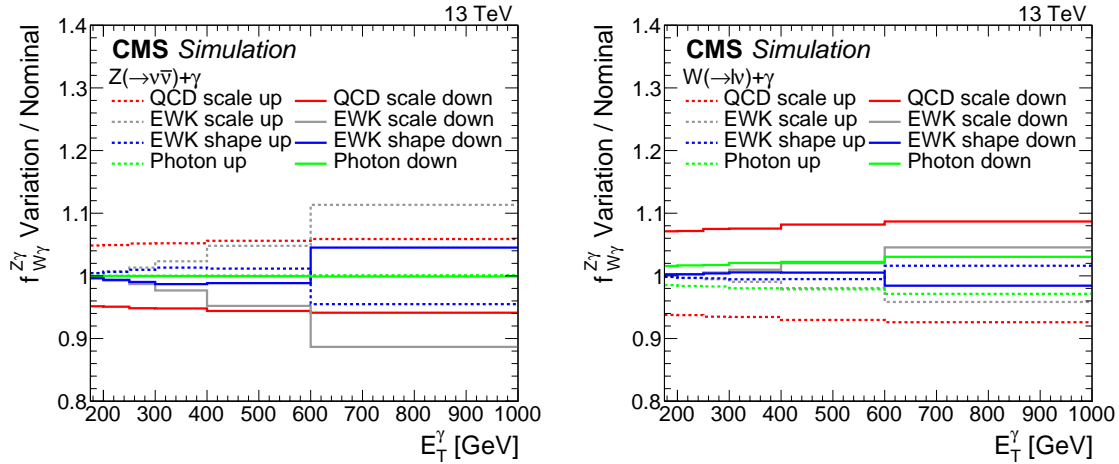 13 TeV
CMS Simulation
Z(→νν̅)+γ
QCD scale up QCD scale down
EWK scale up EWK scale down
EWK shape up EWK shape down
Photon up Photon down
f^{Zγ}_{Wγ} Variation / Nominal
1.4
1.3
1.2
1.1
1
0.9
0.8
200 300 400 500 600 700 800 900 1000
E_T^γ [GeV]
13 TeV
CMS Simulation
W(→lν)+γ
QCD scale up QCD scale down
EWK scale up EWK scale down
EWK shape up EWK shape down
Photon up Photon down
f^{Zγ}_{Wγ} Variation / Nominal
1.4
1.3
1.2
1.1
1
0.9
0.8
200 300 400 500 600 700 800 900 1000
E_T^γ [GeV]